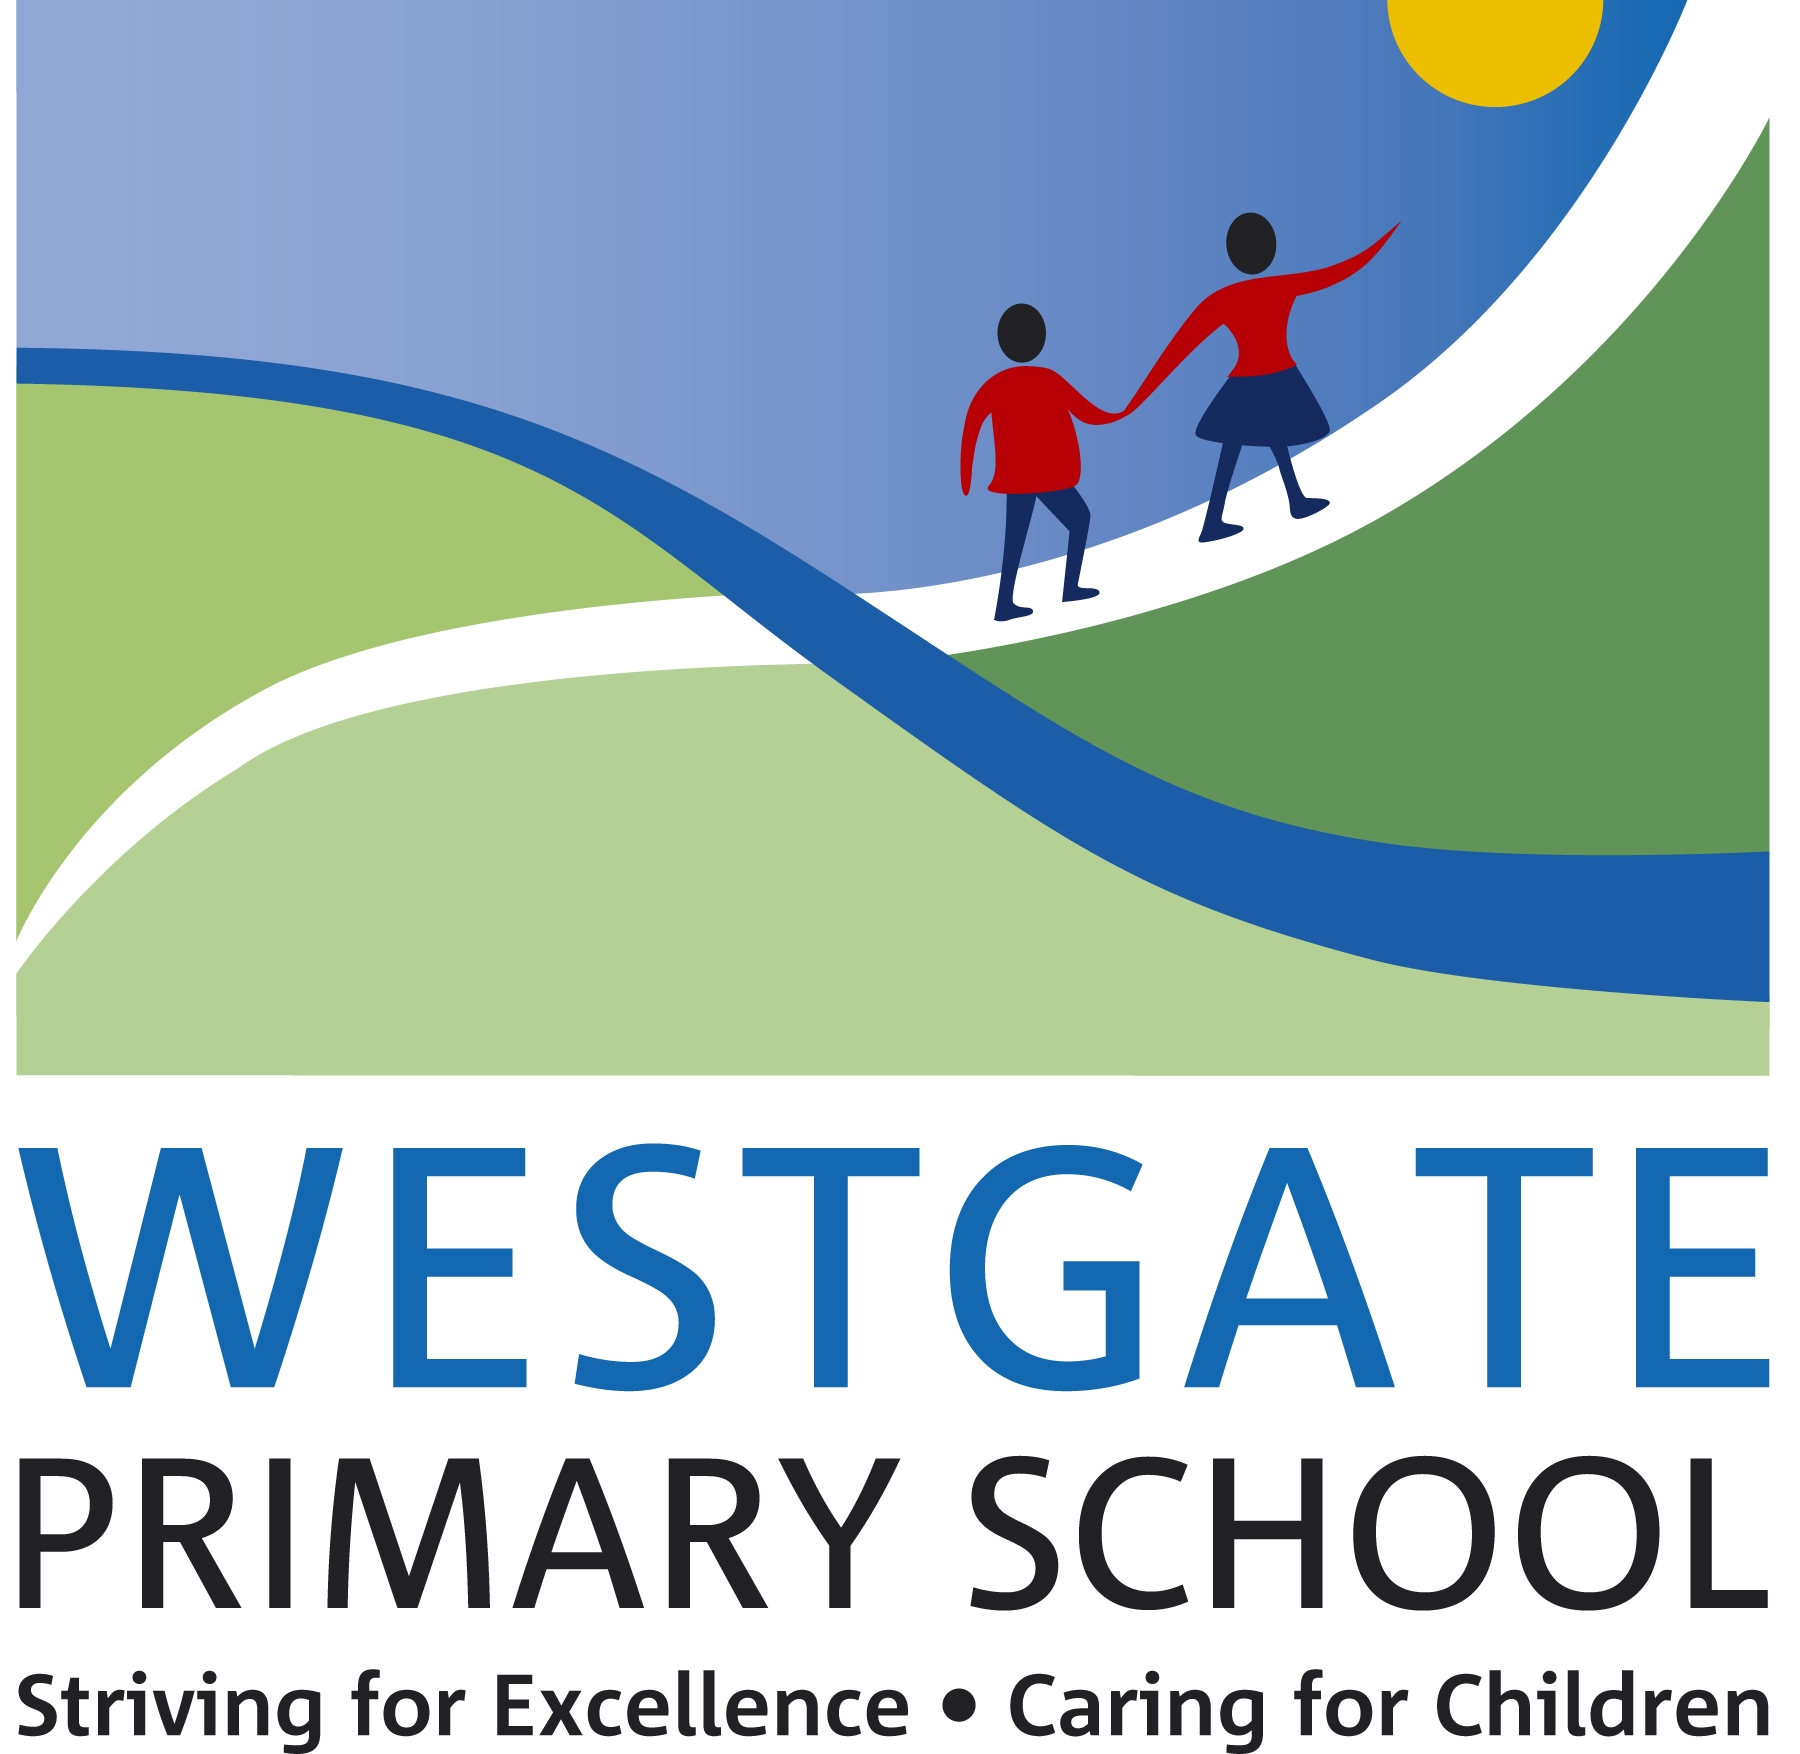 WESTGATE
PRIMARY SCHOOL
Striving for Excellence • Caring for Children